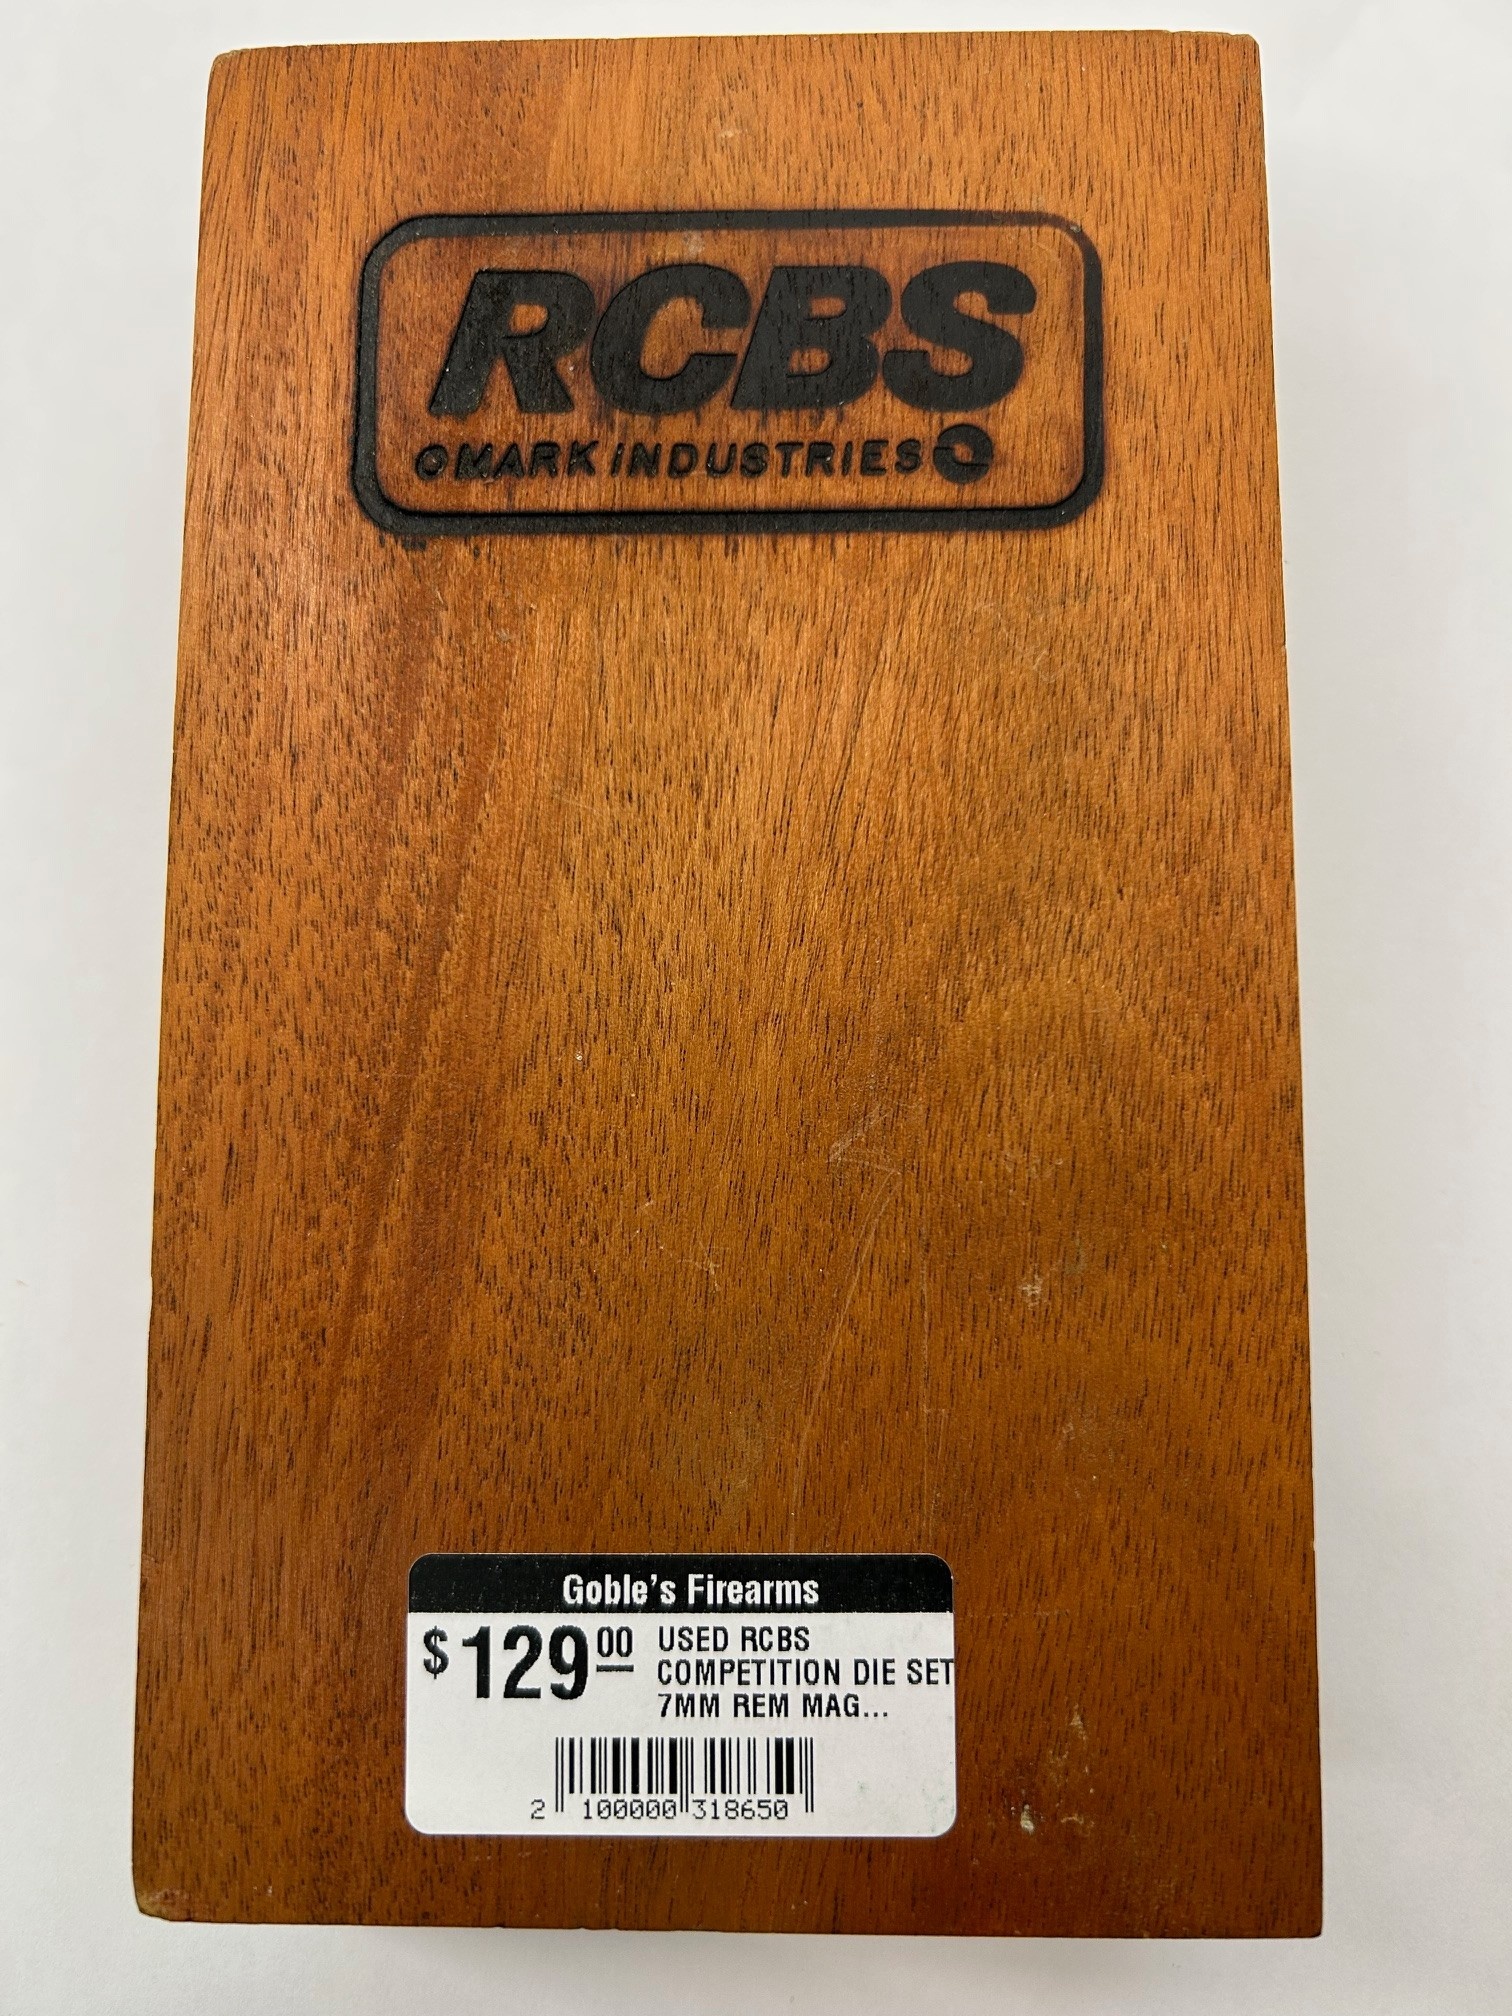 RCBS
OMARK INDUSTRIES
Goble's Firearms
$129.00 USED RCBS
COMPETITION DIE SET
7MM REM MAG...
2 100000 318650